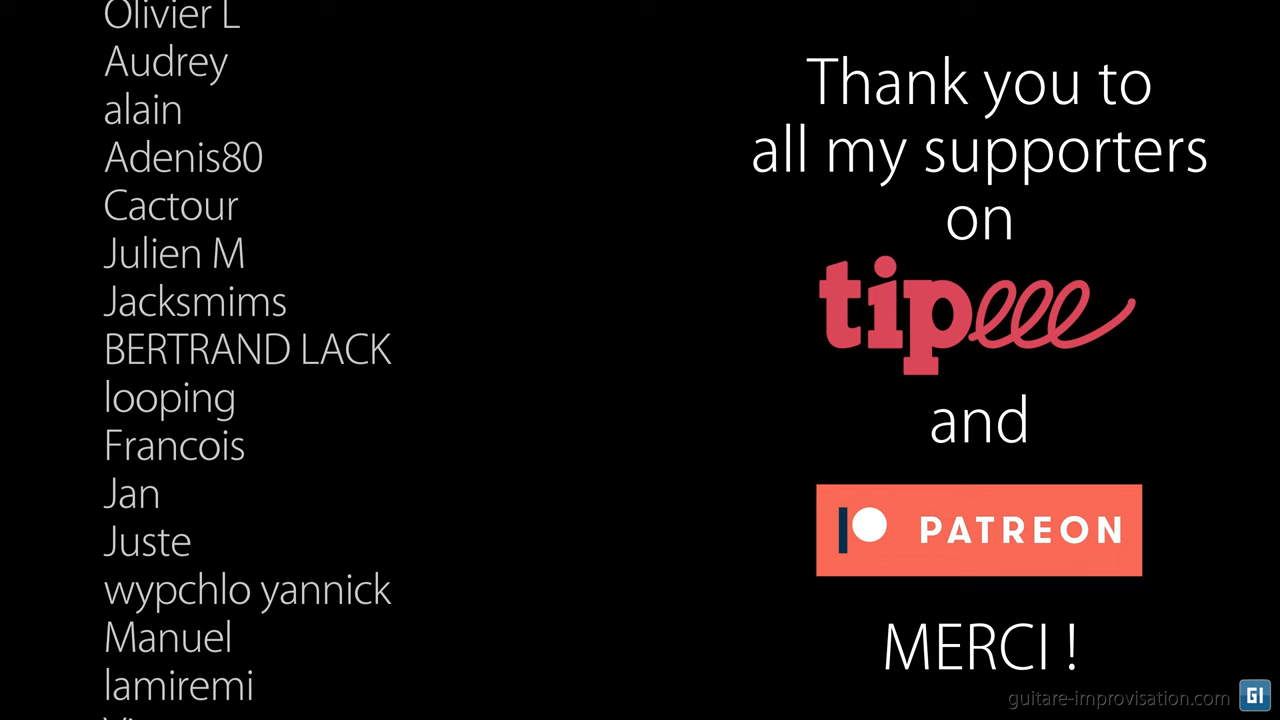 Olivier L
Audrey
alain
Adenis80
Cactour
Julien M
Jacksmims
BERTRAND LACK
looping
Francois
Jan
Juste
wypchlo yannick
Manuel
lamiremi
Thank you to
all my supporters
on
tipeee
and
PATREON
MERCI !
guitare-improvisation.com
GI